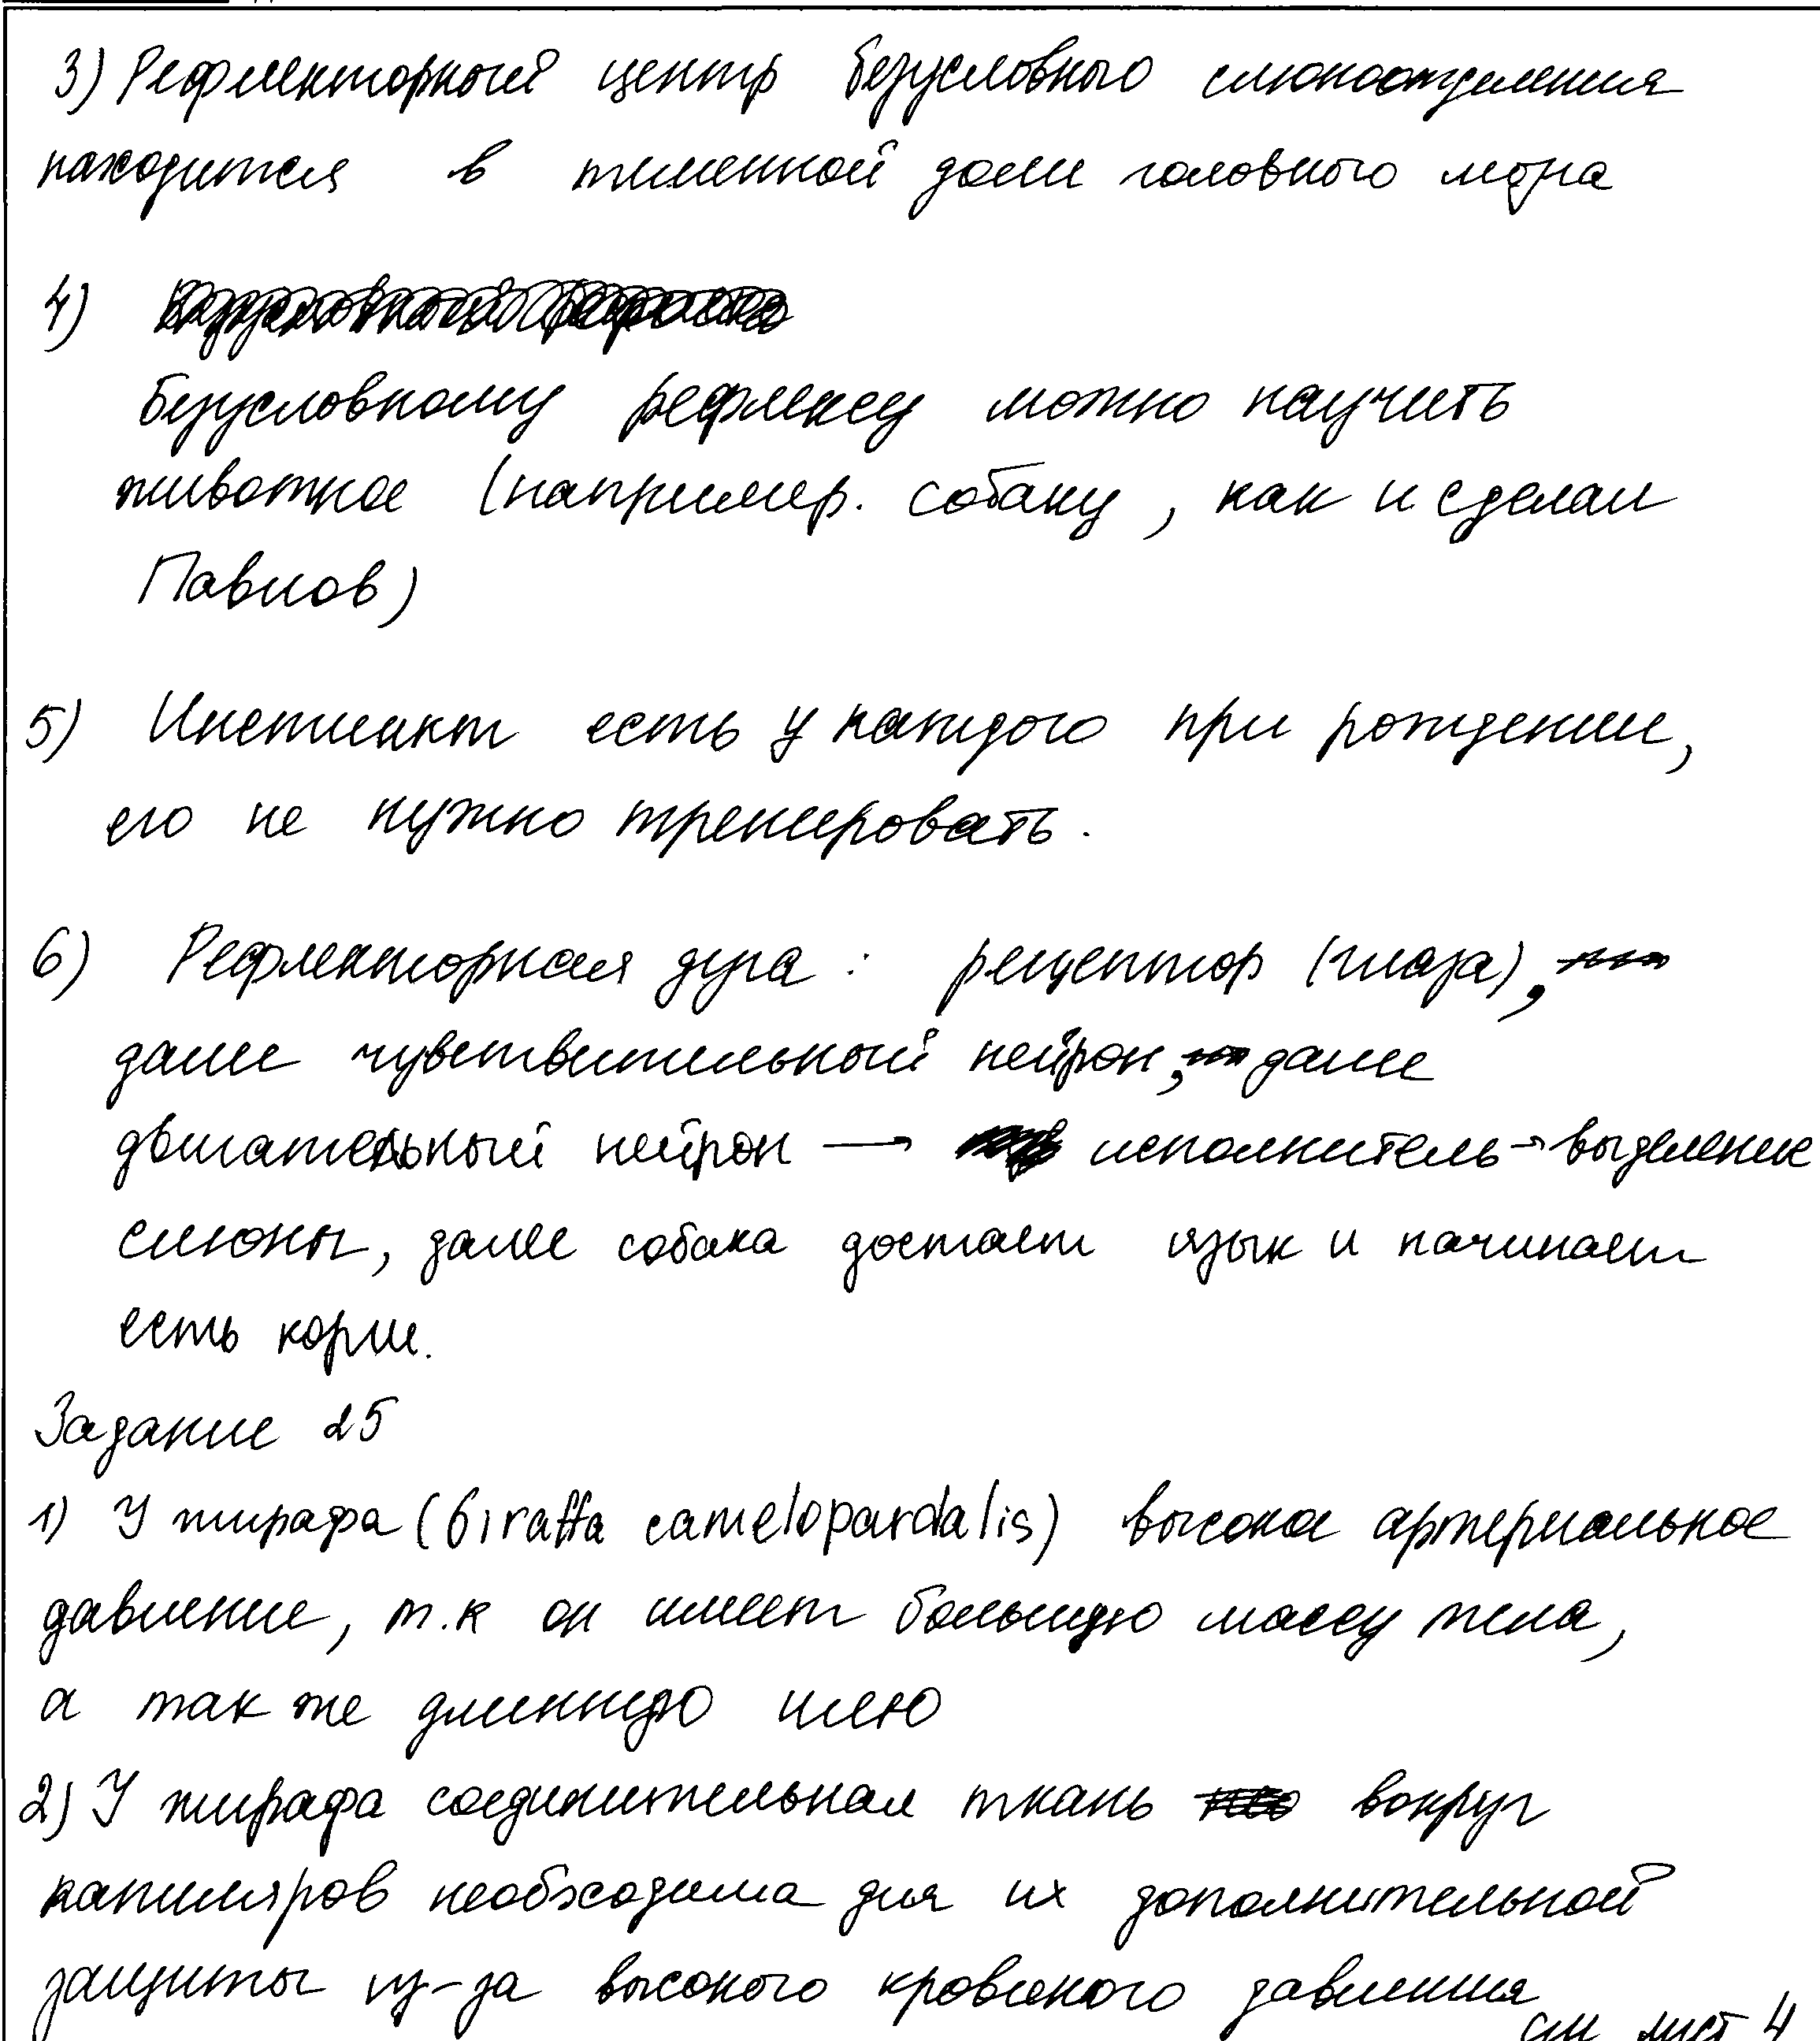 3) Рефлекторный центр безусловного слюноотделения
находится в теменной доли головного мозга
4)
Безусловному рефлексу можно научить
животное (например. собаку, как и сделал
Павлов)
5) Инстинкт есть у каждого при рождении,
его не нужно тренировать.
6) Рефлекторная дуга : рецептор (глаза),
далее чувствительный нейрон, далее
двигательный нейрон → исполнитель → выделение
слюны, далее собака достает язык и начинает
есть корм.
Задание 25
1) У жирафа (Giraffa camelopardalis) высокое артериальное
давление, т.к он имеет большую массу тела,
а так же длинную шею
2) У жирафа соединительная ткань вокруг
капиляров необходима для их дополнительной
защиты из-за высокого кровяного давления
см лист 4